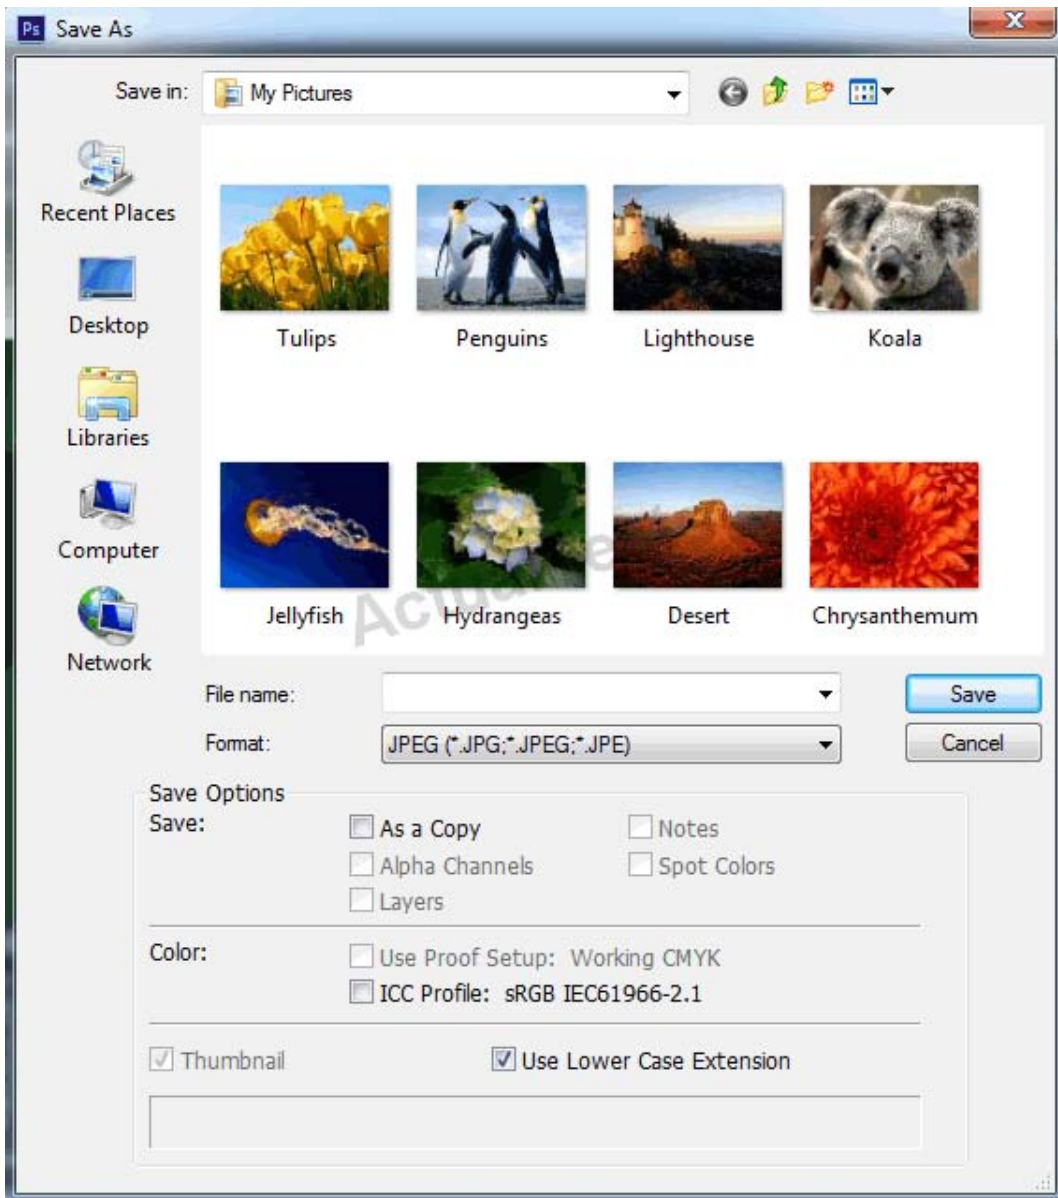 Ps Save As
Save in: My Pictures
Recent Places
Desktop
Libraries
Computer
Network
Tulips Penguins Lighthouse Koala
Jellyfish Hydrangeas Desert Chrysanthemum
File name: Save
Format: JPEG (*.JPG;*.JPEG;*.JPE) Cancel
Save Options
Save: As a Copy Notes
Alpha Channels Spot Colors
Layers
Color: Use Proof Setup: Working CMYK
ICC Profile: sRGB IEC61966-2.1
Thumbnail Use Lower Case Extension